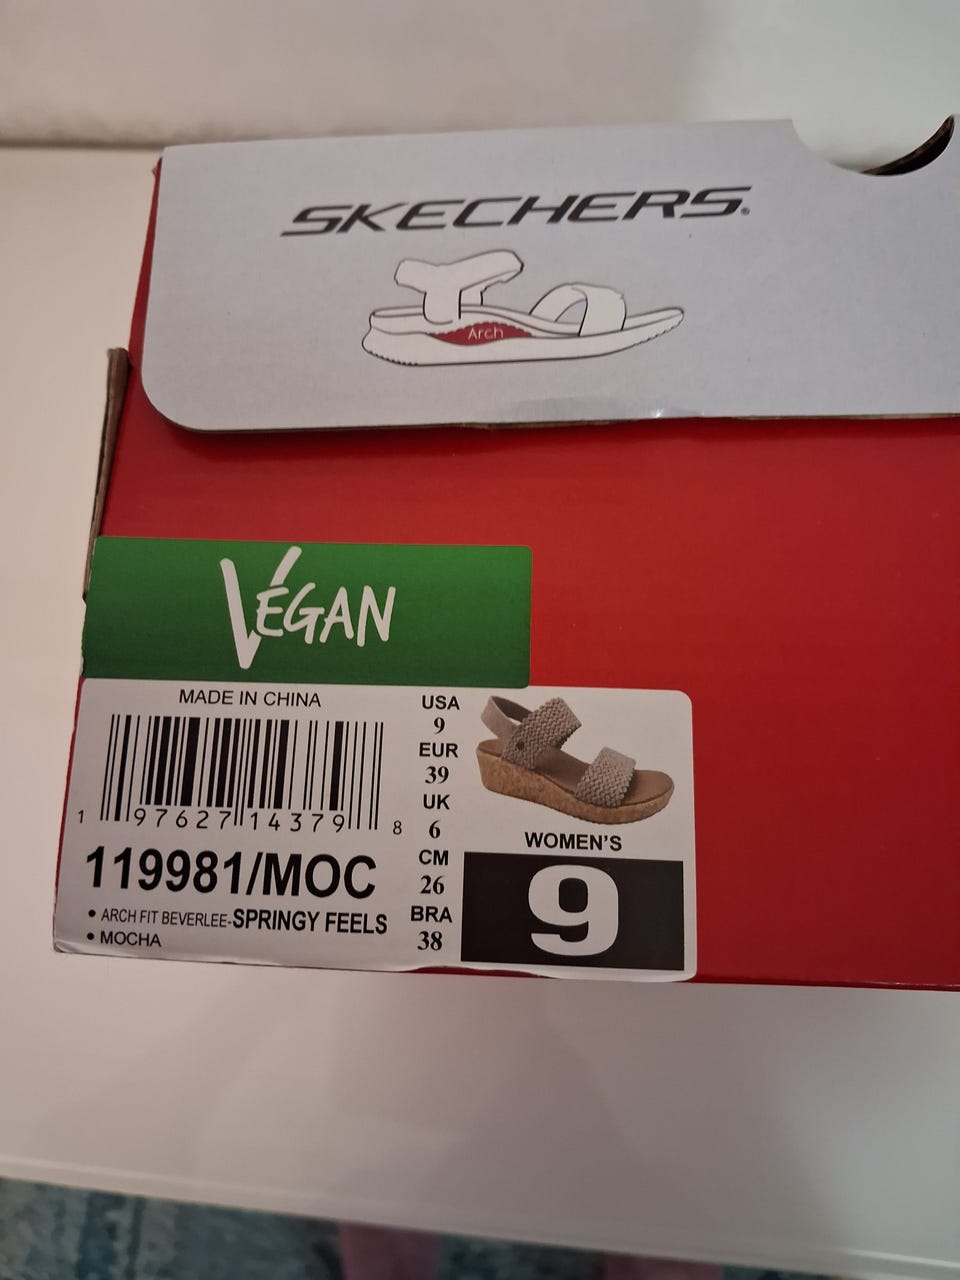 SKECHERS.
Arch
VEGAN
MADE IN CHINA
1 97627 14379 8
119981/MOC
• ARCH FIT BEVERLEE-SPRINGY FEELS
• MOCHA
USA
9
EUR
39
UK
6
CM
26
BRA
38
WOMEN'S
9